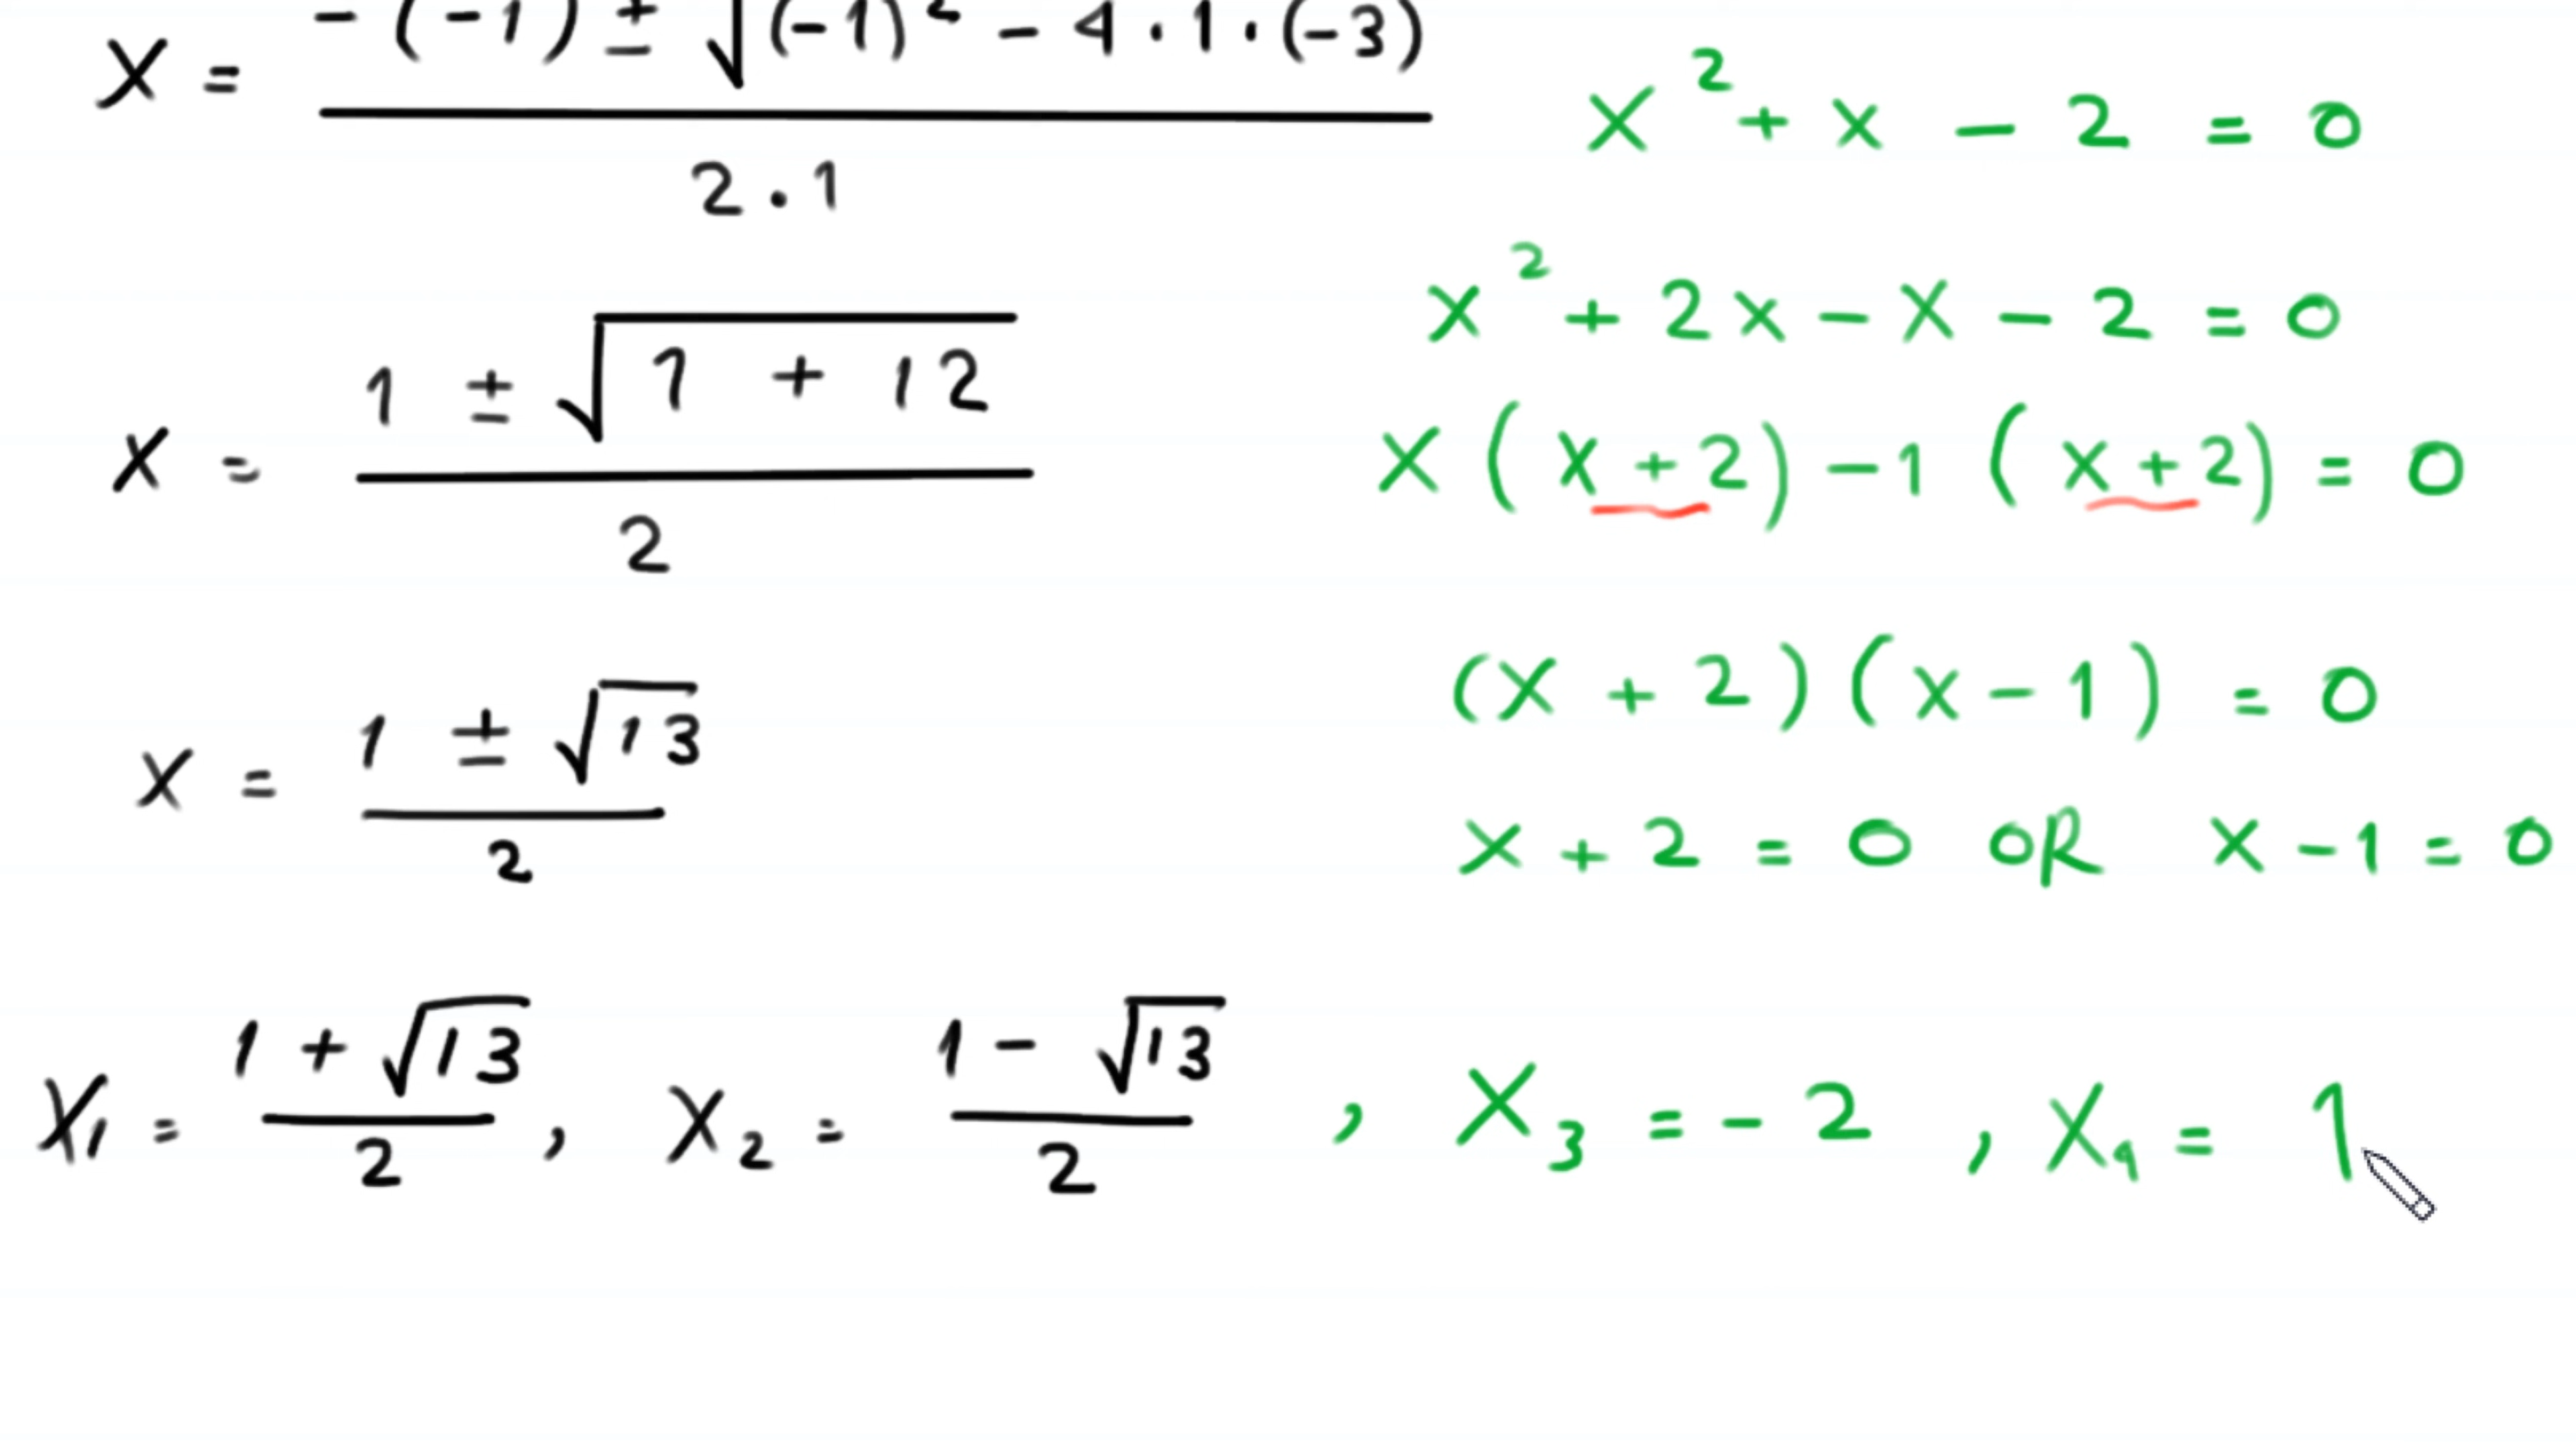 x = (-(-1) ± √((-1)² - 4·1·(-3))) / (2·1)
x = (1 ± √(1 + 12)) / 2
x = (1 ± √13) / 2
x² + x - 2 = 0
x² + 2x - x - 2 = 0
x(x+2) - 1(x+2) = 0
(x + 2)(x - 1) = 0
x + 2 = 0 OR x - 1 = 0
x₁ = (1 + √13) / 2 , x₂ = (1 - √13) / 2 , x₃ = -2 , x₄ = 1